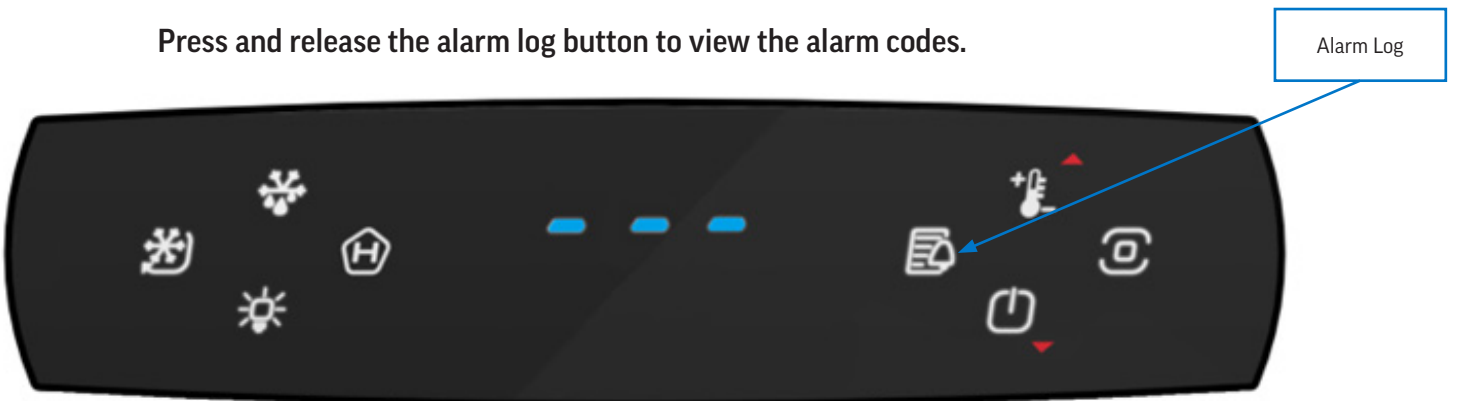 Press and release the alarm log button to view the alarm codes.
Alarm Log
H